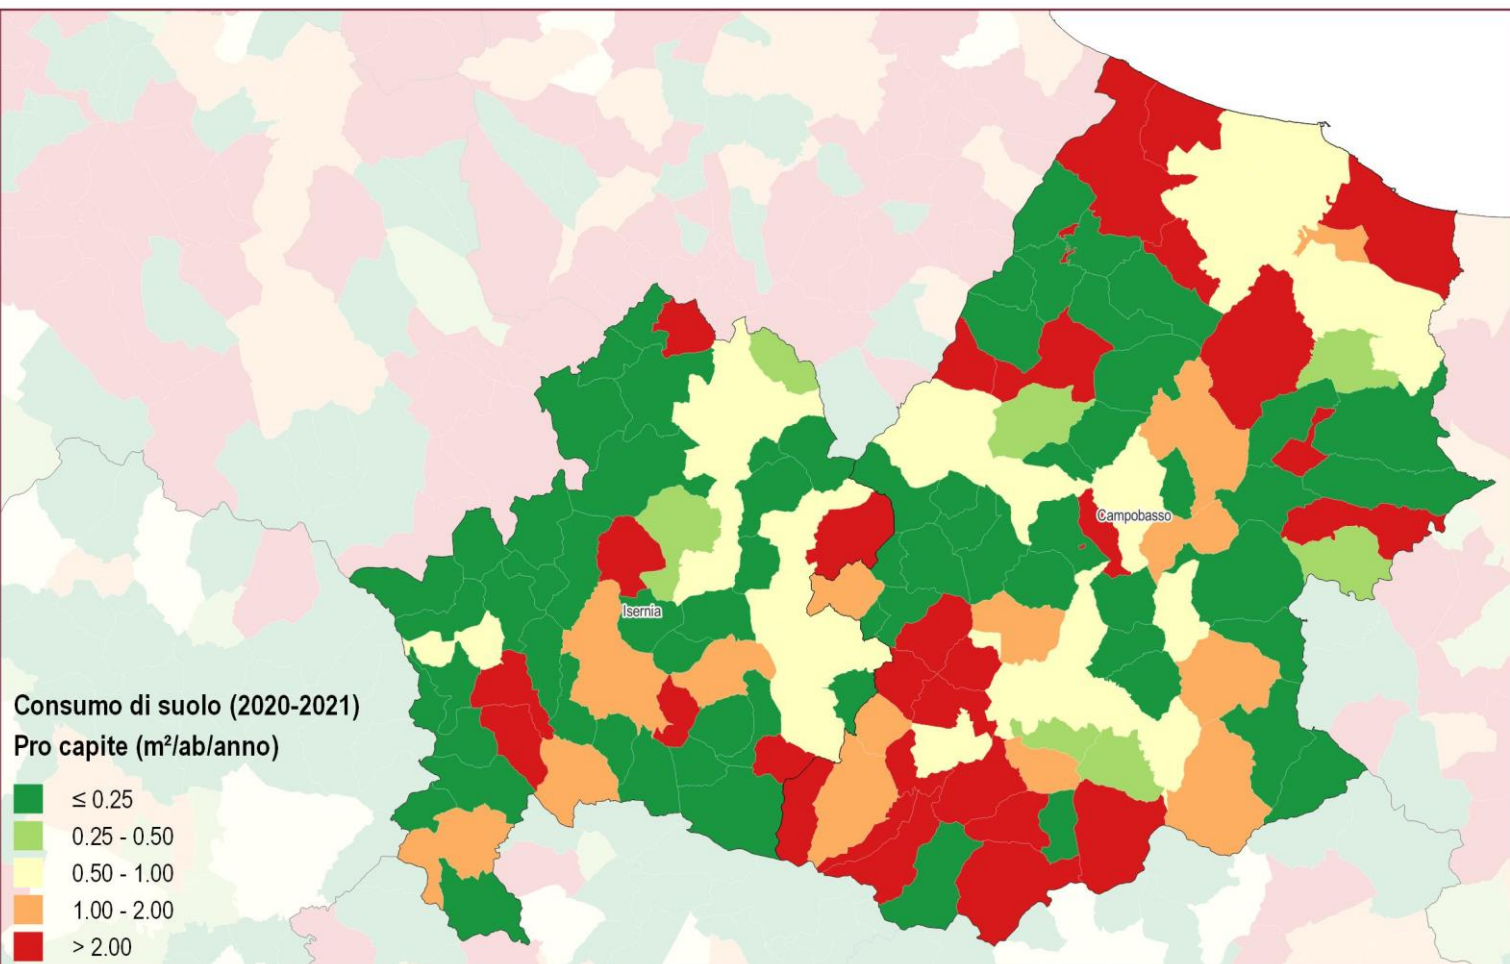 Campobasso
Isernia
Consumo di suolo (2020-2021)
Pro capite (m²/ab/anno)
≤ 0.25
0.25 - 0.50
0.50 - 1.00
1.00 - 2.00
> 2.00